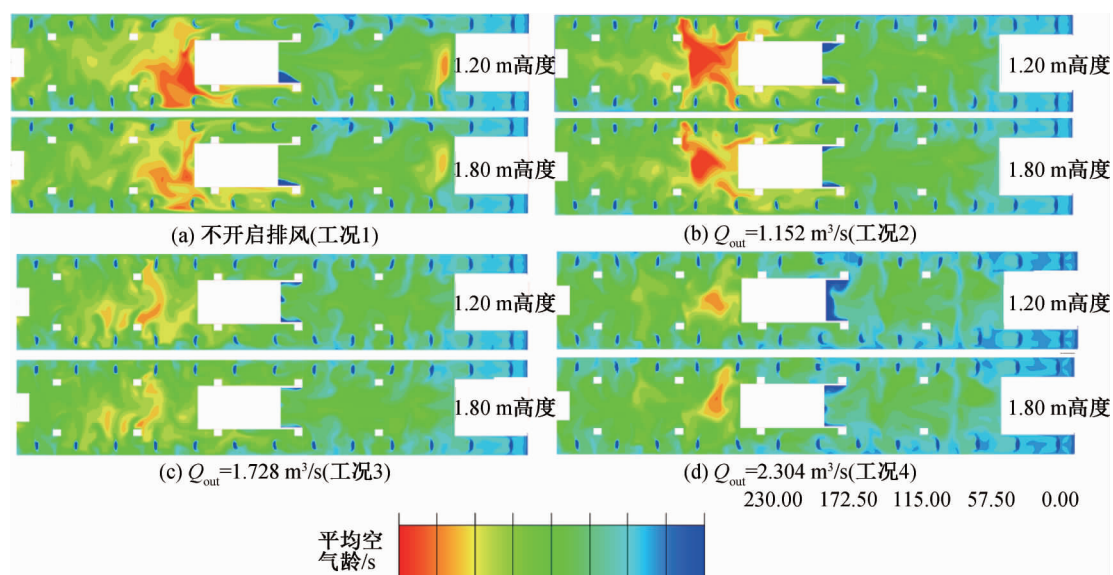 1.20 m高度
1.20 m高度
1.80 m高度
1.80 m高度
(a) 不开启排风(工况1)
(b) Qout=1.152 m³/s(工况2)
1.20 m高度
1.20 m高度
1.80 m高度
1.80 m高度
(c) Qout=1.728 m³/s(工况3)
(d) Qout=2.304 m³/s(工况4)
230.00 172.50 115.00 57.50 0.00
平均空
气龄/s